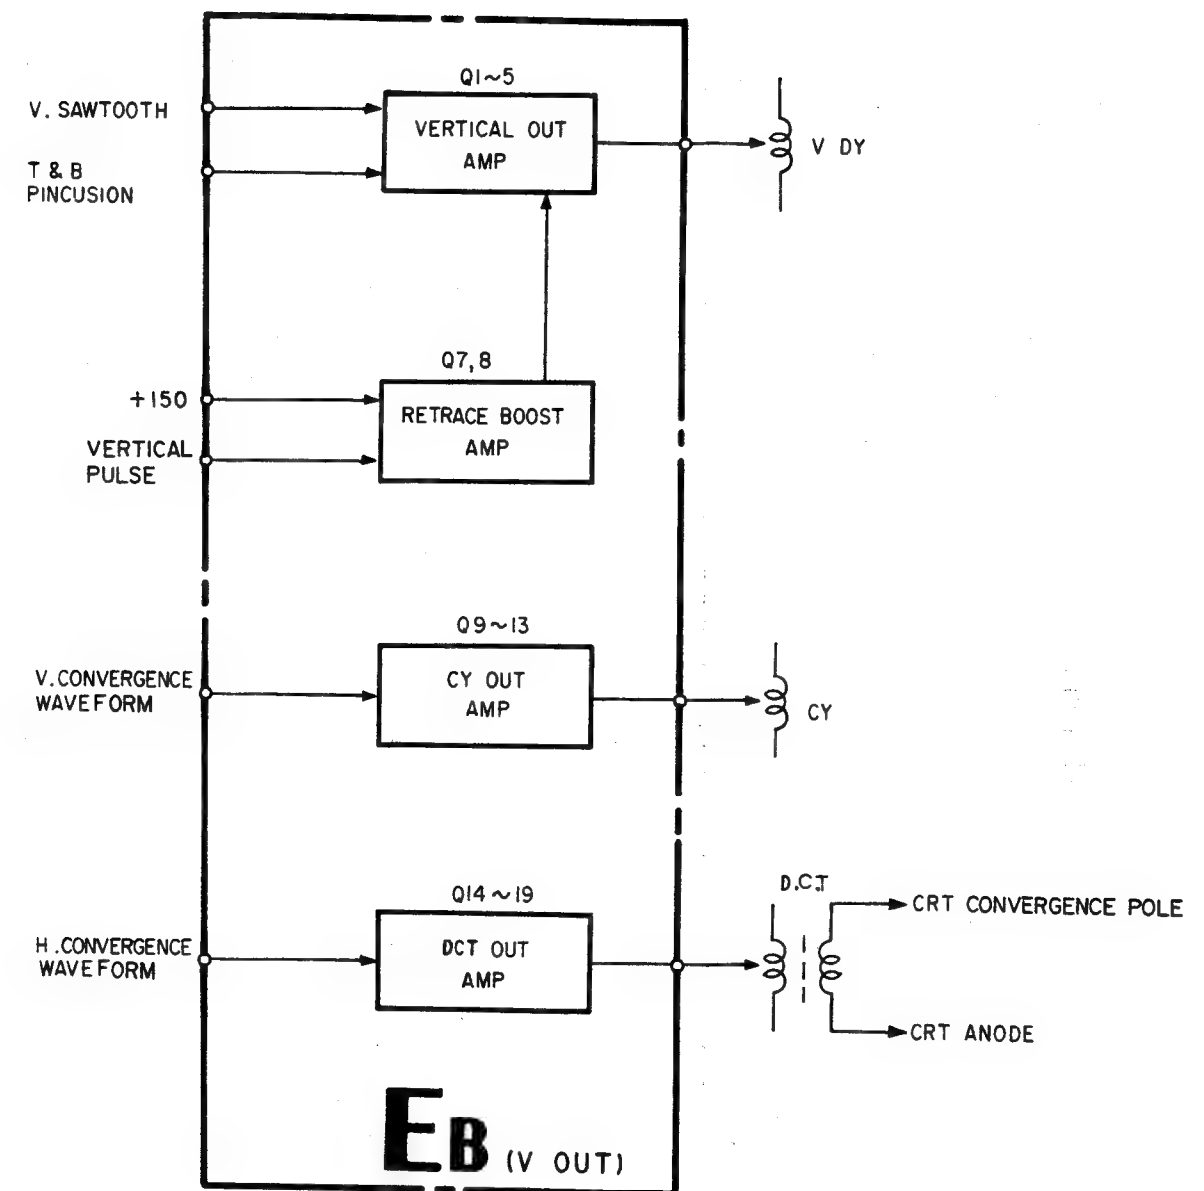 Q1~5
V. SAWTOOTH
VERTICAL OUT
AMP
V DY
T & B
PINCUSION
Q7,8
+150
RETRACE BOOST
AMP
VERTICAL
PULSE
Q9~13
V.CONVERGENCE
WAVEFORM
CY OUT
AMP
CY
Q14~19
D.C.T
CRT CONVERGENCE POLE
H.CONVERGENCE
WAVEFORM
DCT OUT
AMP
CRT ANODE
EB (V OUT)